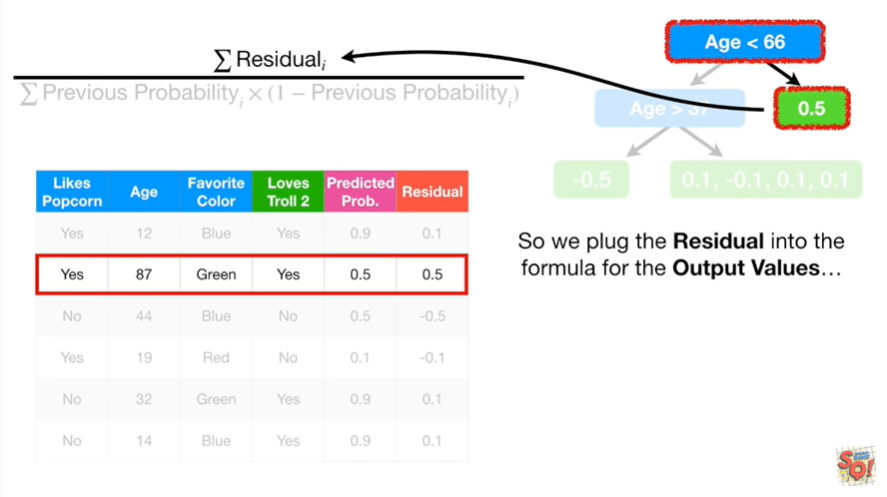 ∑ Residualᵢ
∑ Previous Probabilityᵢ × (1 − Previous Probabilityᵢ)
Age < 66
Age > 37
0.5
-0.5
0.1, -0.1, 0.1, 0.1
Likes Popcorn Age Favorite Color Loves Troll 2 Predicted Prob. Residual
Yes 12 Blue Yes 0.9 0.1
Yes 87 Green Yes 0.5 0.5
No 44 Blue No 0.5 -0.5
Yes 19 Red No 0.1 -0.1
No 32 Green Yes 0.9 0.1
No 14 Blue Yes 0.9 0.1
So we plug the Residual into the
formula for the Output Values…
SQ!